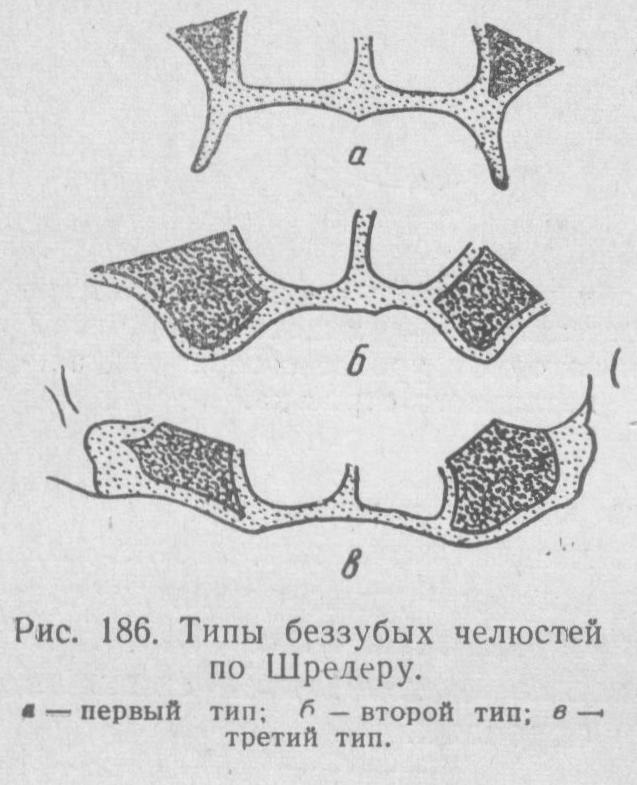 а
б
в
Рис. 186. Типы беззубых челюстей
по Шредеру.
а — первый тип; б — второй тип; в —
третий тип.